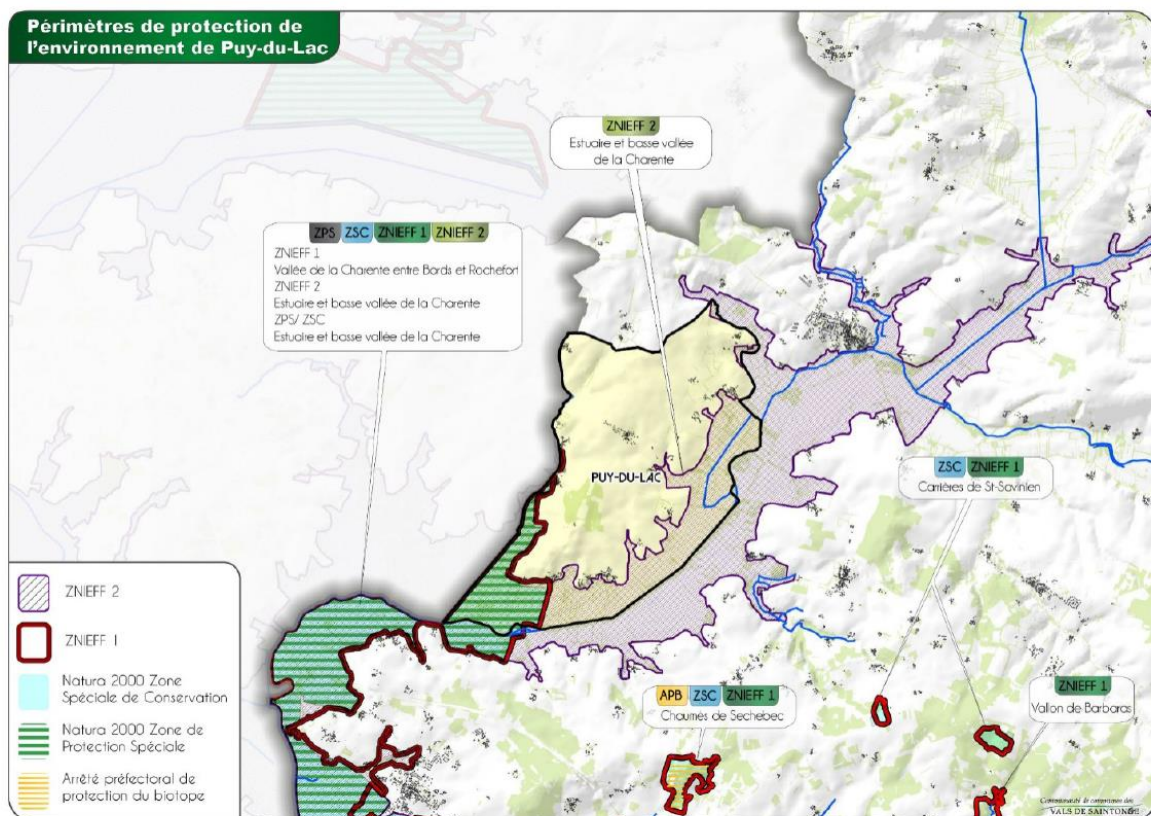 Périmètres de protection de
l'environnement de Puy-du-Lac
ZNIEFF 2
Estuaire et basse vallée
de la Charente
ZPS ZSC ZNIEFF 1 ZNIEFF 2
ZNIEFF 1
Vallée de la Charente entre Bords et Rochefort
ZNIEFF 2
Estuaire et basse vallée de la Charente
ZPS/ ZSC
Estuaire et basse vallée de la Charente
PUY-DU-LAC
ZSC ZNIEFF 1
Carrières de St-Savinien
APB ZSC ZNIEFF 1
Chaumes de Sechebec
ZNIEFF 1
Vallon de Barbaras
ZNIEFF 2
ZNIEFF 1
Natura 2000 Zone
Spéciale de Conservation
Natura 2000 Zone de
Protection Spéciale
Arrêté préfectoral de
protection du biotope
Communauté de communes des
VALS DE SAINTONGE